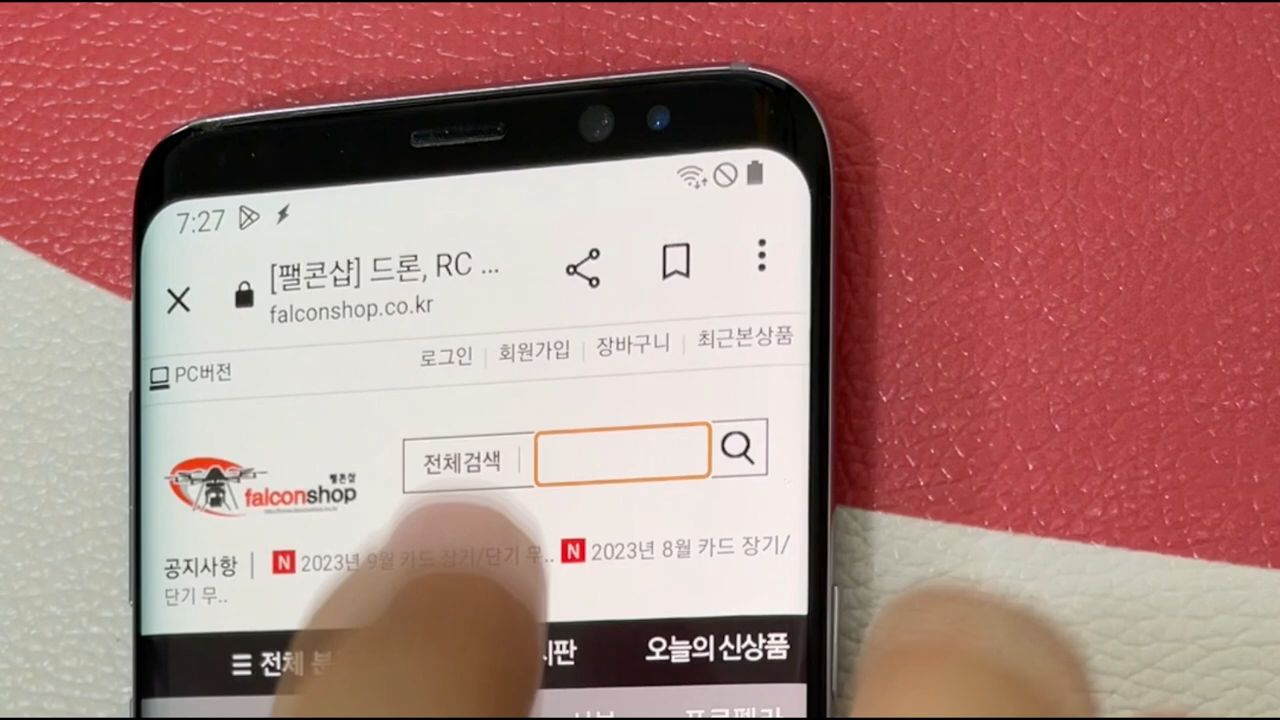 7:27
[팰콘샵] 드론, RC ...
falconshop.co.kr
PC버전
로그인 | 회원가입 | 장바구니 | 최근본상품
전체검색
팰콘샵
falconshop
공지사항 | N 2023년 9월 카드 장기/단기 무.. N 2023년 8월 카드 장기/
단기 무..
☰ 전체 오늘의 신상품